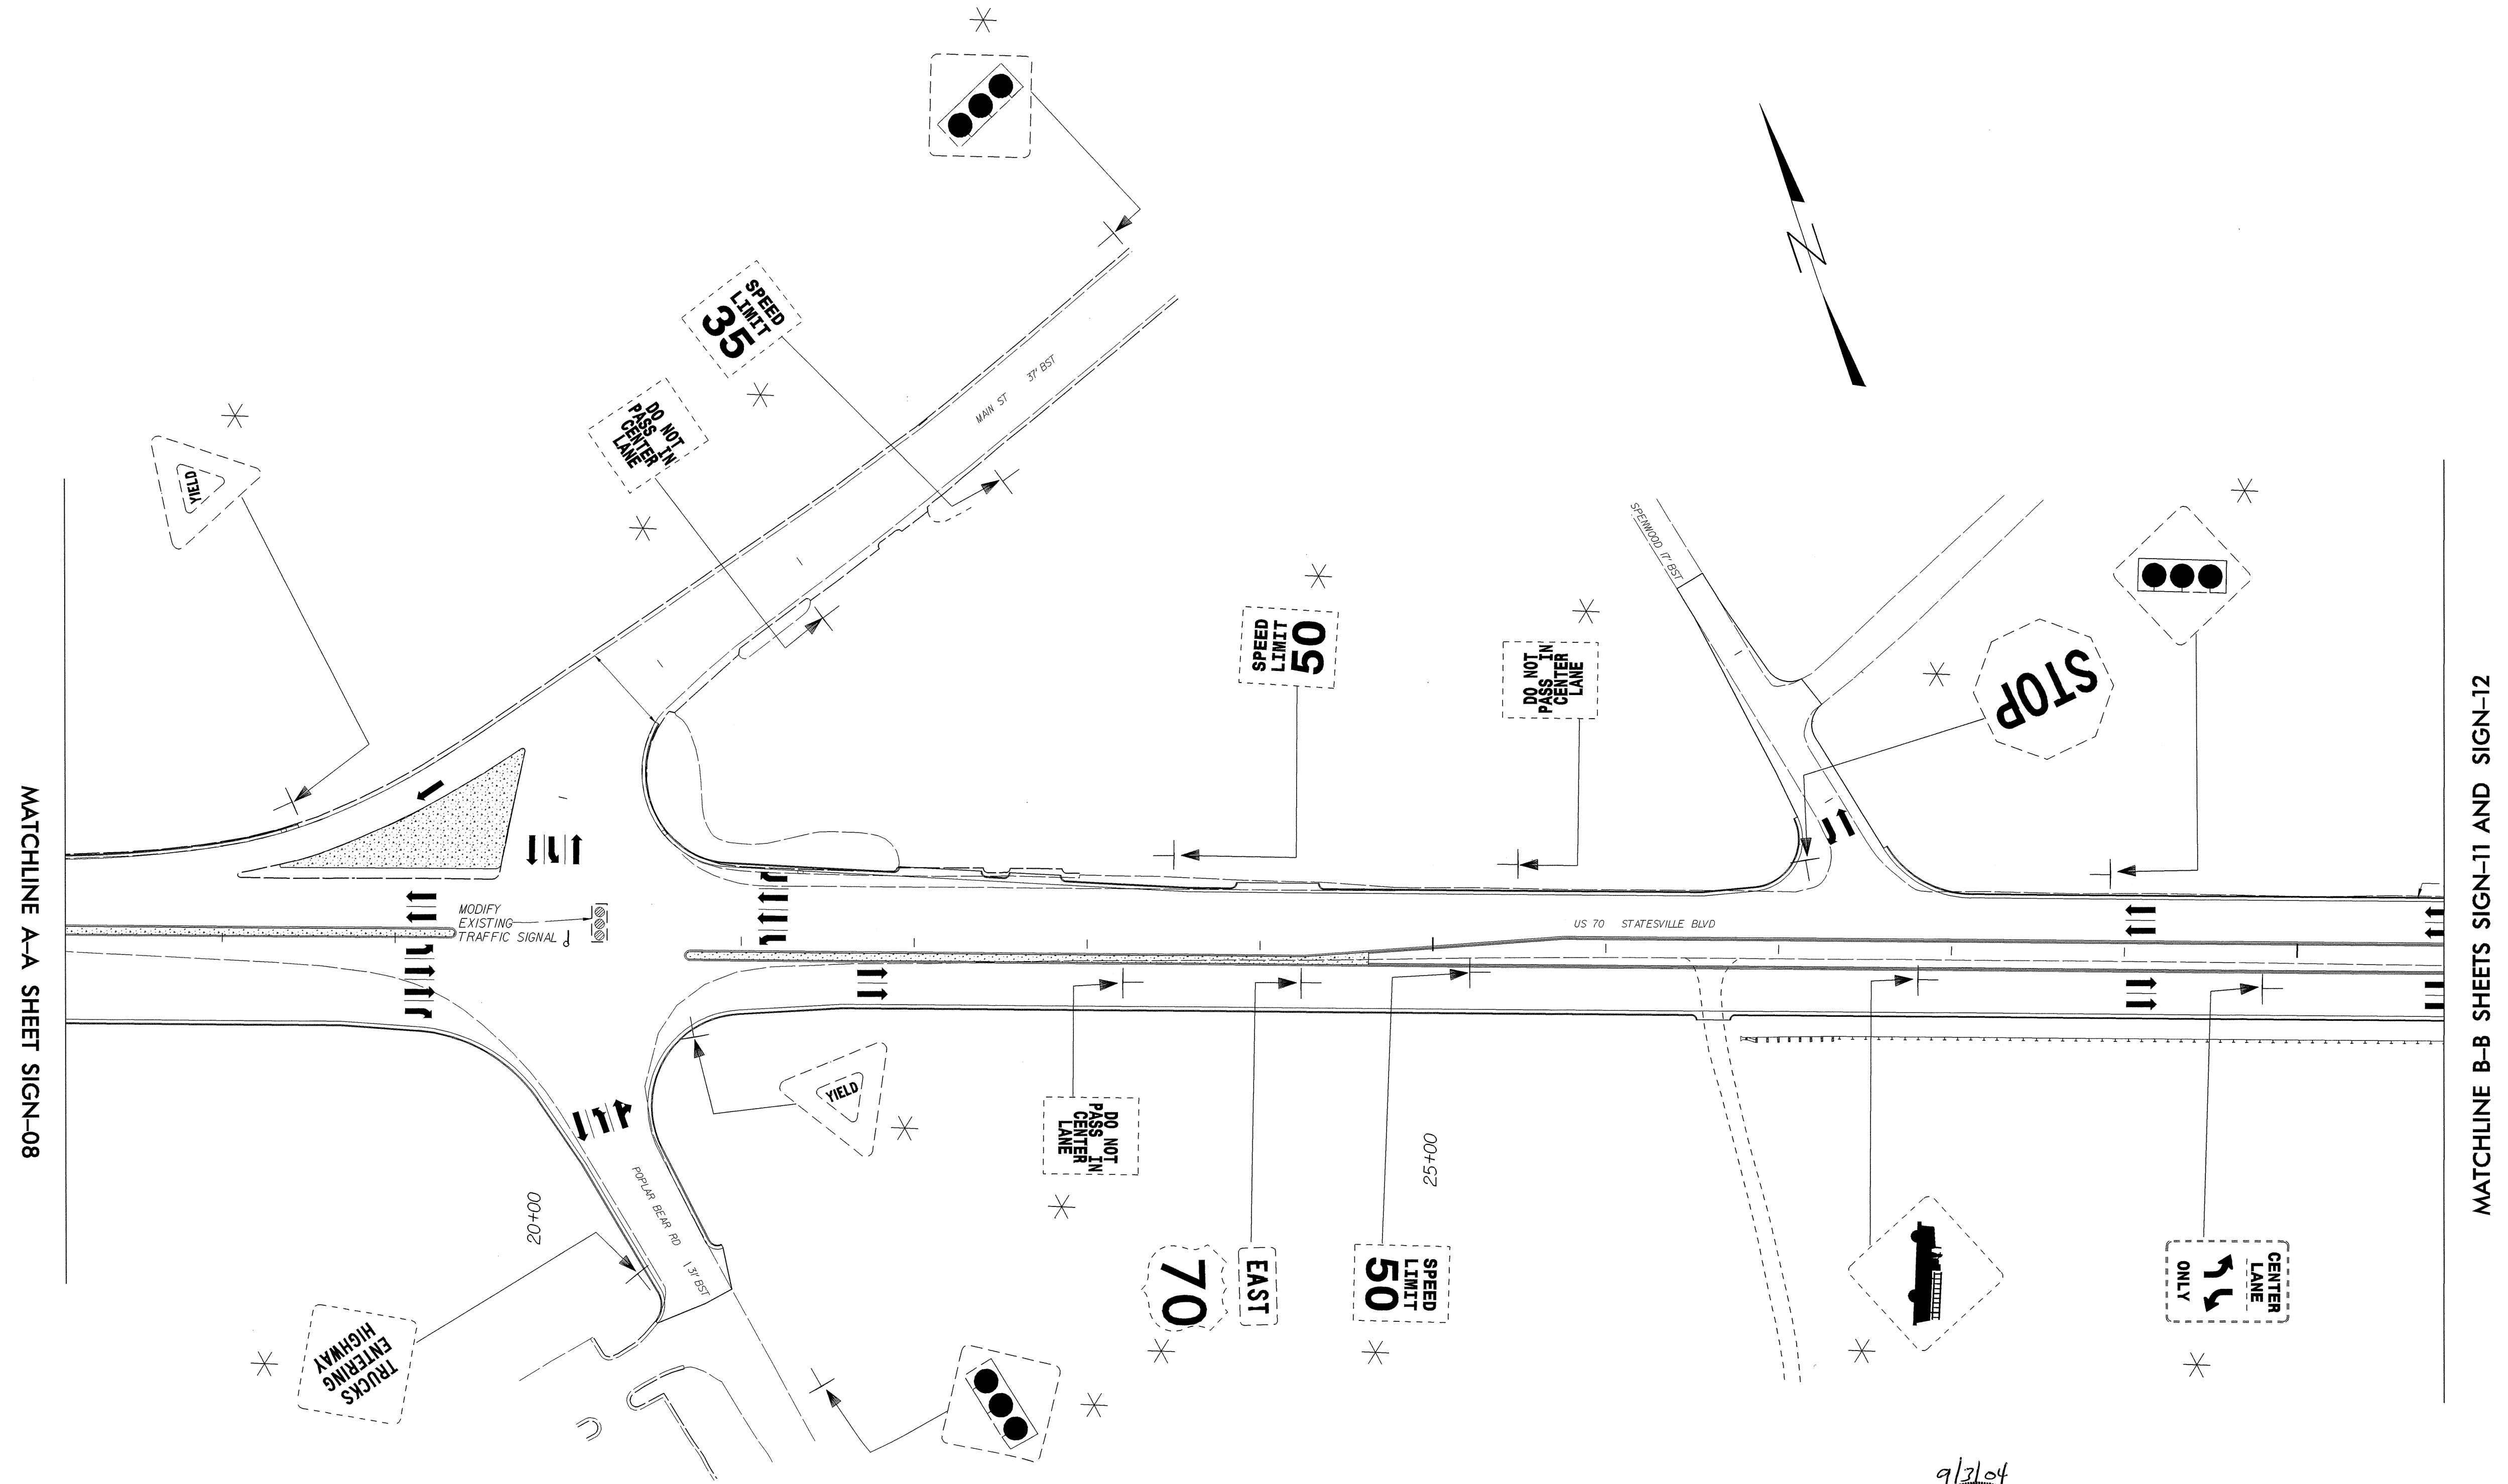 SPEED
LIMIT
35
DO NOT
PASS IN
CENTER
LANE
MAIN ST 37' BST
YIELD
SPEED
LIMIT
50
DO NOT
PASS IN
CENTER
LANE
SPENWOOD 17' BST
STOP
N
MATCHLINE A–A SHEET SIGN–08
MODIFY
EXISTING
TRAFFIC SIGNAL
US 70 STATESVILLE BLVD
MATCHLINE B–B SHEETS SIGN–11 AND SIGN–12
YIELD
DO NOT
PASS IN
CENTER
LANE
POPLAR BEAR RD 31' BST
20+00
25+00
70
EAST
SPEED
LIMIT
50
CENTER
LANE
ONLY
TRUCKS
ENTERING
HIGHWAY
9/3/04